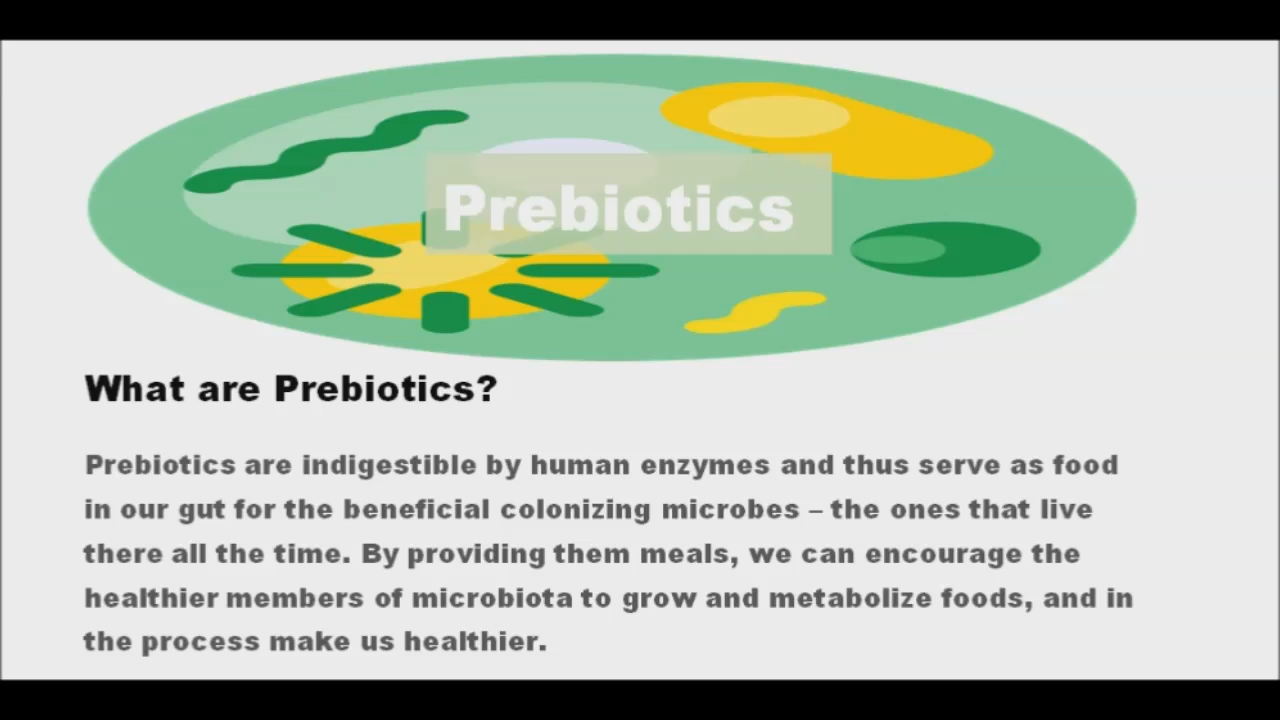 Prebiotics
What are Prebiotics?
Prebiotics are indigestible by human enzymes and thus serve as food
in our gut for the beneficial colonizing microbes – the ones that live
there all the time. By providing them meals, we can encourage the
healthier members of microbiota to grow and metabolize foods, and in
the process make us healthier.